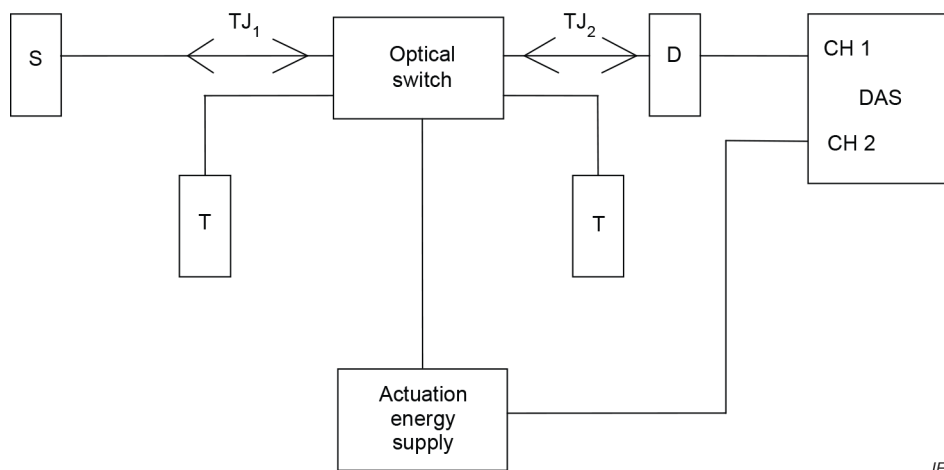 S
TJ1
Optical
switch
TJ2
D
CH 1
DAS
CH 2
T
T
Actuation
energy
supply